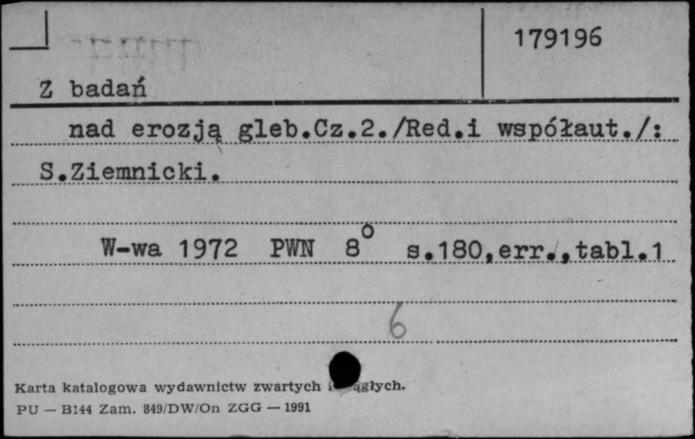 179196
Z badań
nad erozją gleb.Cz.2./Red.i współaut./:
S.Ziemnicki.
W-wa 1972 PWN 8° s.180,err.,tabl.1
6
Karta katalogowa wydawnictw zwartych i
PU — B144 Zam. 849/DW/On ZGG — 1991